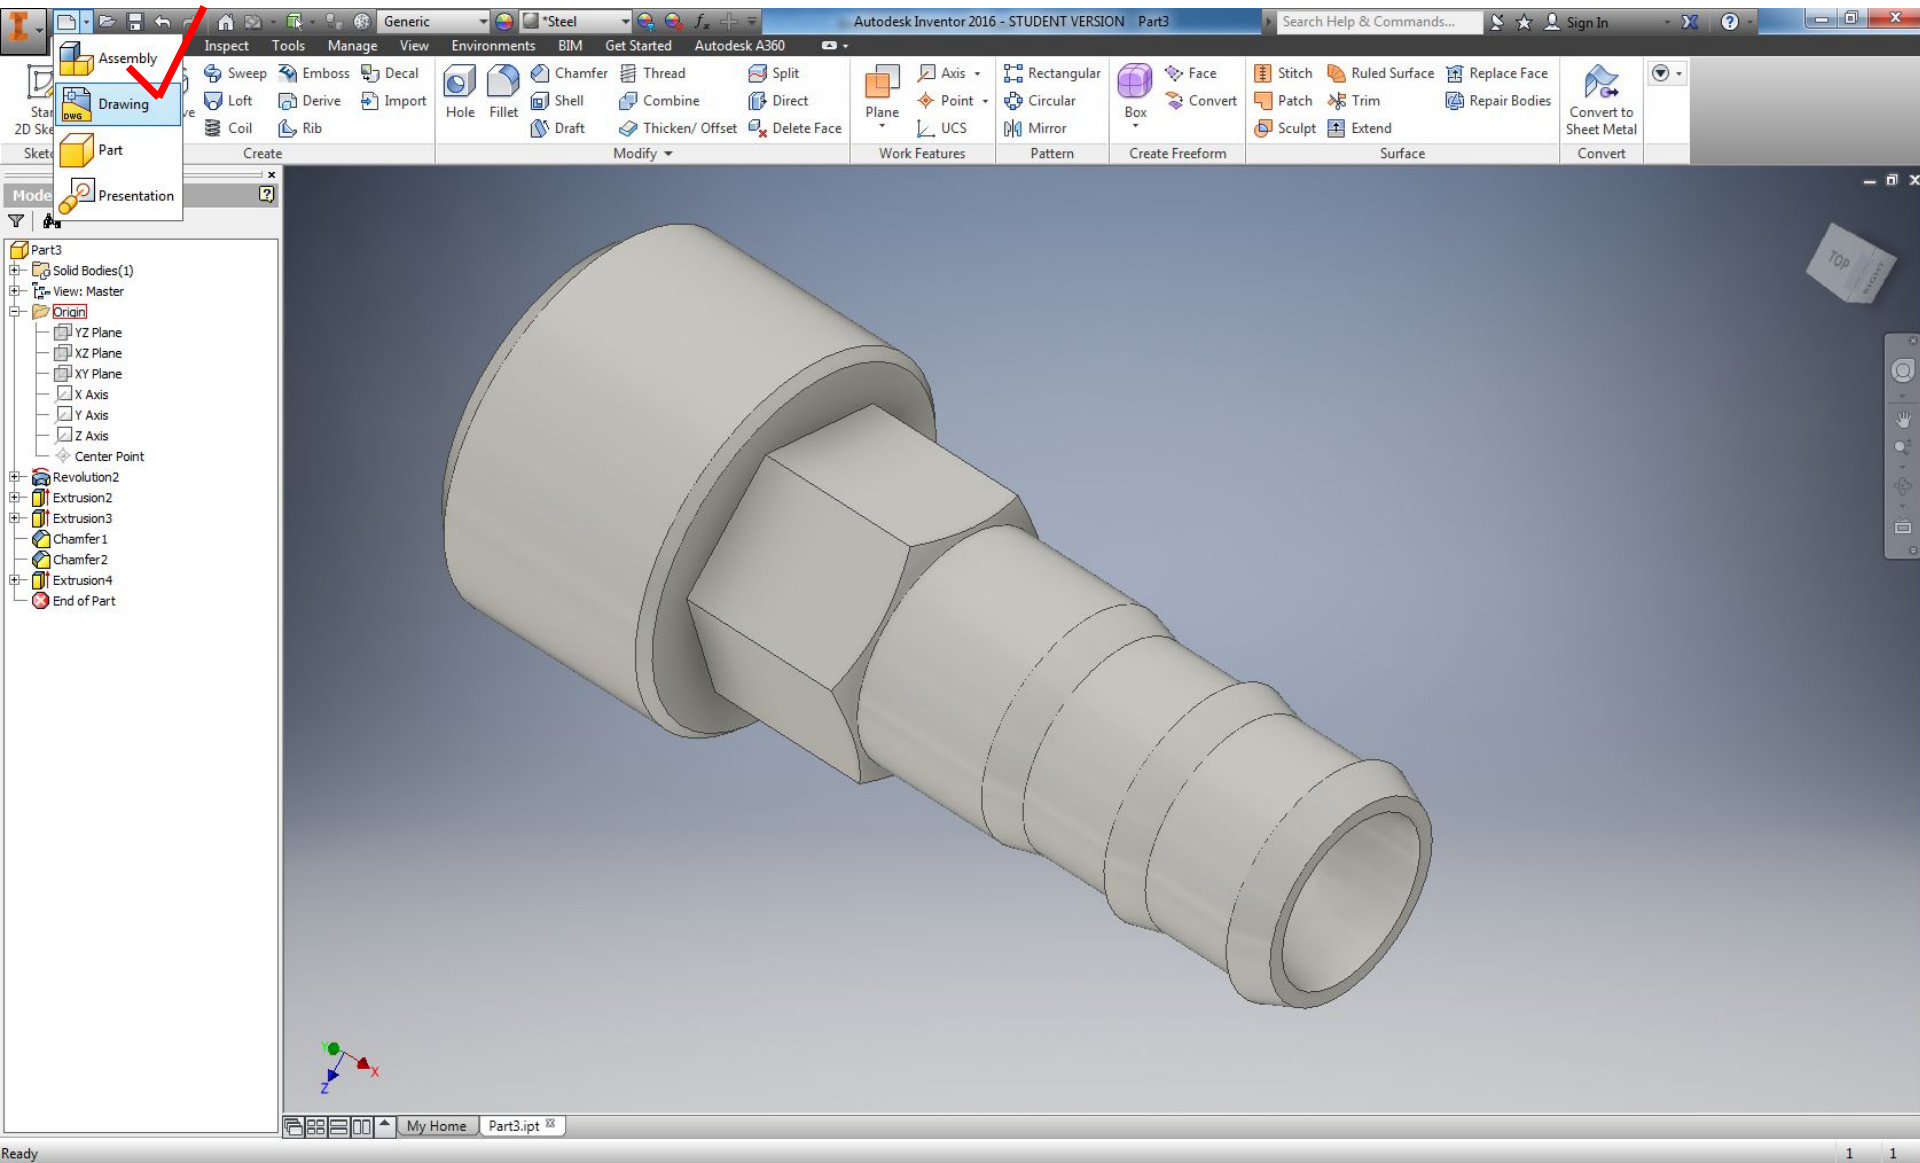 Generic
*Steel
fx
Autodesk Inventor 2016 - STUDENT VERSION Part3
Search Help & Commands...
Sign In
Inspect Tools Manage View Environments BIM Get Started Autodesk A360
Assembly
Drawing
DWG
Part
Presentation
2D Ske
Sweep
Loft
Coil
Emboss
Derive
Rib
Decal
Import
Create
Hole
Fillet
Chamfer
Shell
Draft
Thread
Combine
Thicken/ Offset
Split
Direct
Delete Face
Modify
Plane
Axis
Point
UCS
Work Features
Rectangular
Circular
Mirror
Pattern
Box
Face
Convert
Create Freeform
Stitch
Patch
Sculpt
Ruled Surface
Trim
Extend
Replace Face
Repair Bodies
Surface
Convert to
Sheet Metal
Convert
Mode
Part3
Solid Bodies(1)
View: Master
Origin
YZ Plane
XZ Plane
XY Plane
X Axis
Y Axis
Z Axis
Center Point
Revolution2
Extrusion2
Extrusion3
Chamfer1
Chamfer2
Extrusion4
End of Part
TOP
RIGHT
Y
X
Z
My Home
Part3.ipt
Ready
1 1